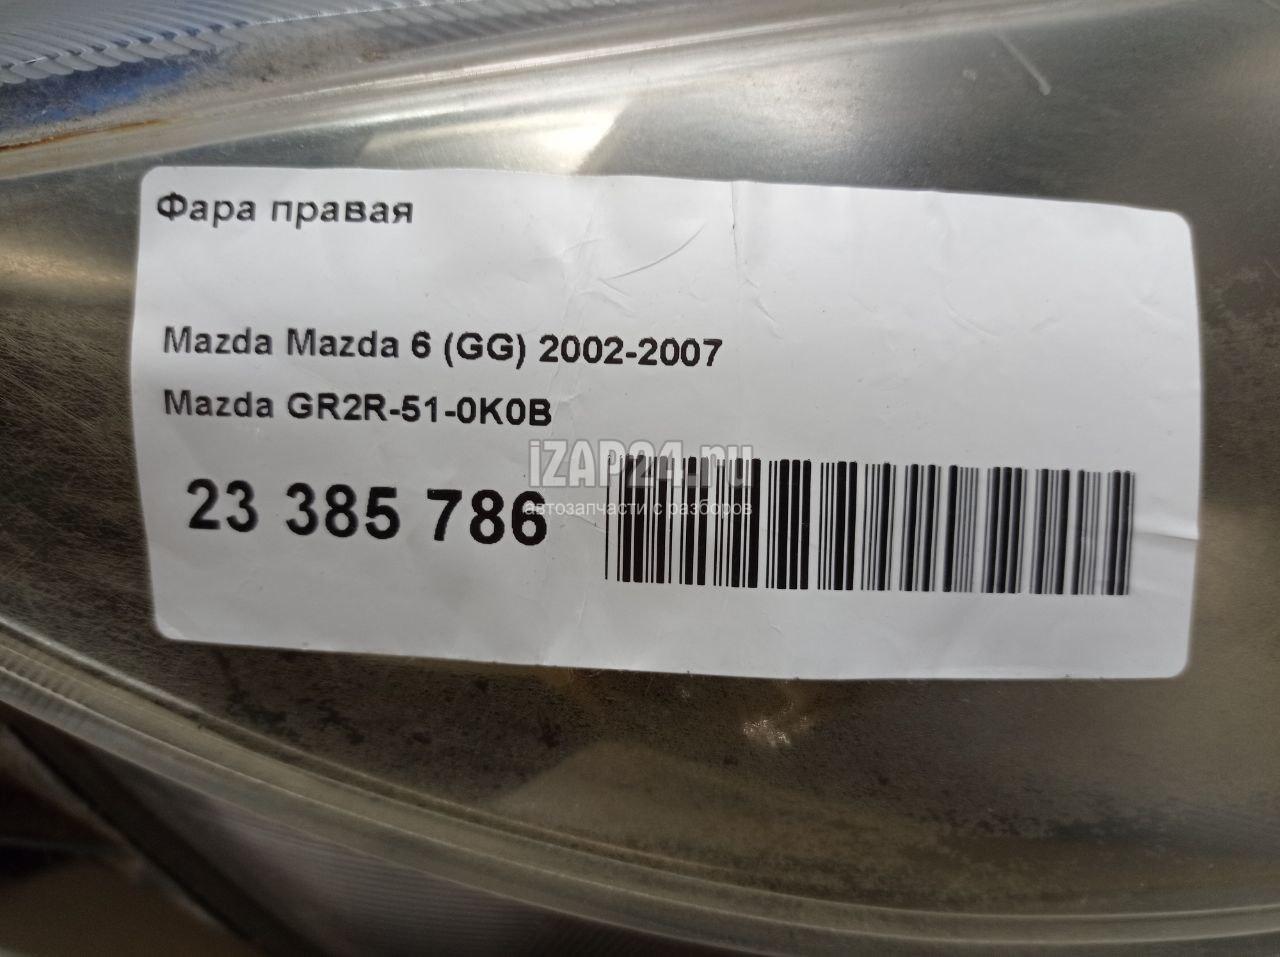 Фара правая
Mazda Mazda 6 (GG) 2002-2007
Mazda GR2R-51-0K0B
iZAP24.ru
23 385 786
автозапчасти с разборов